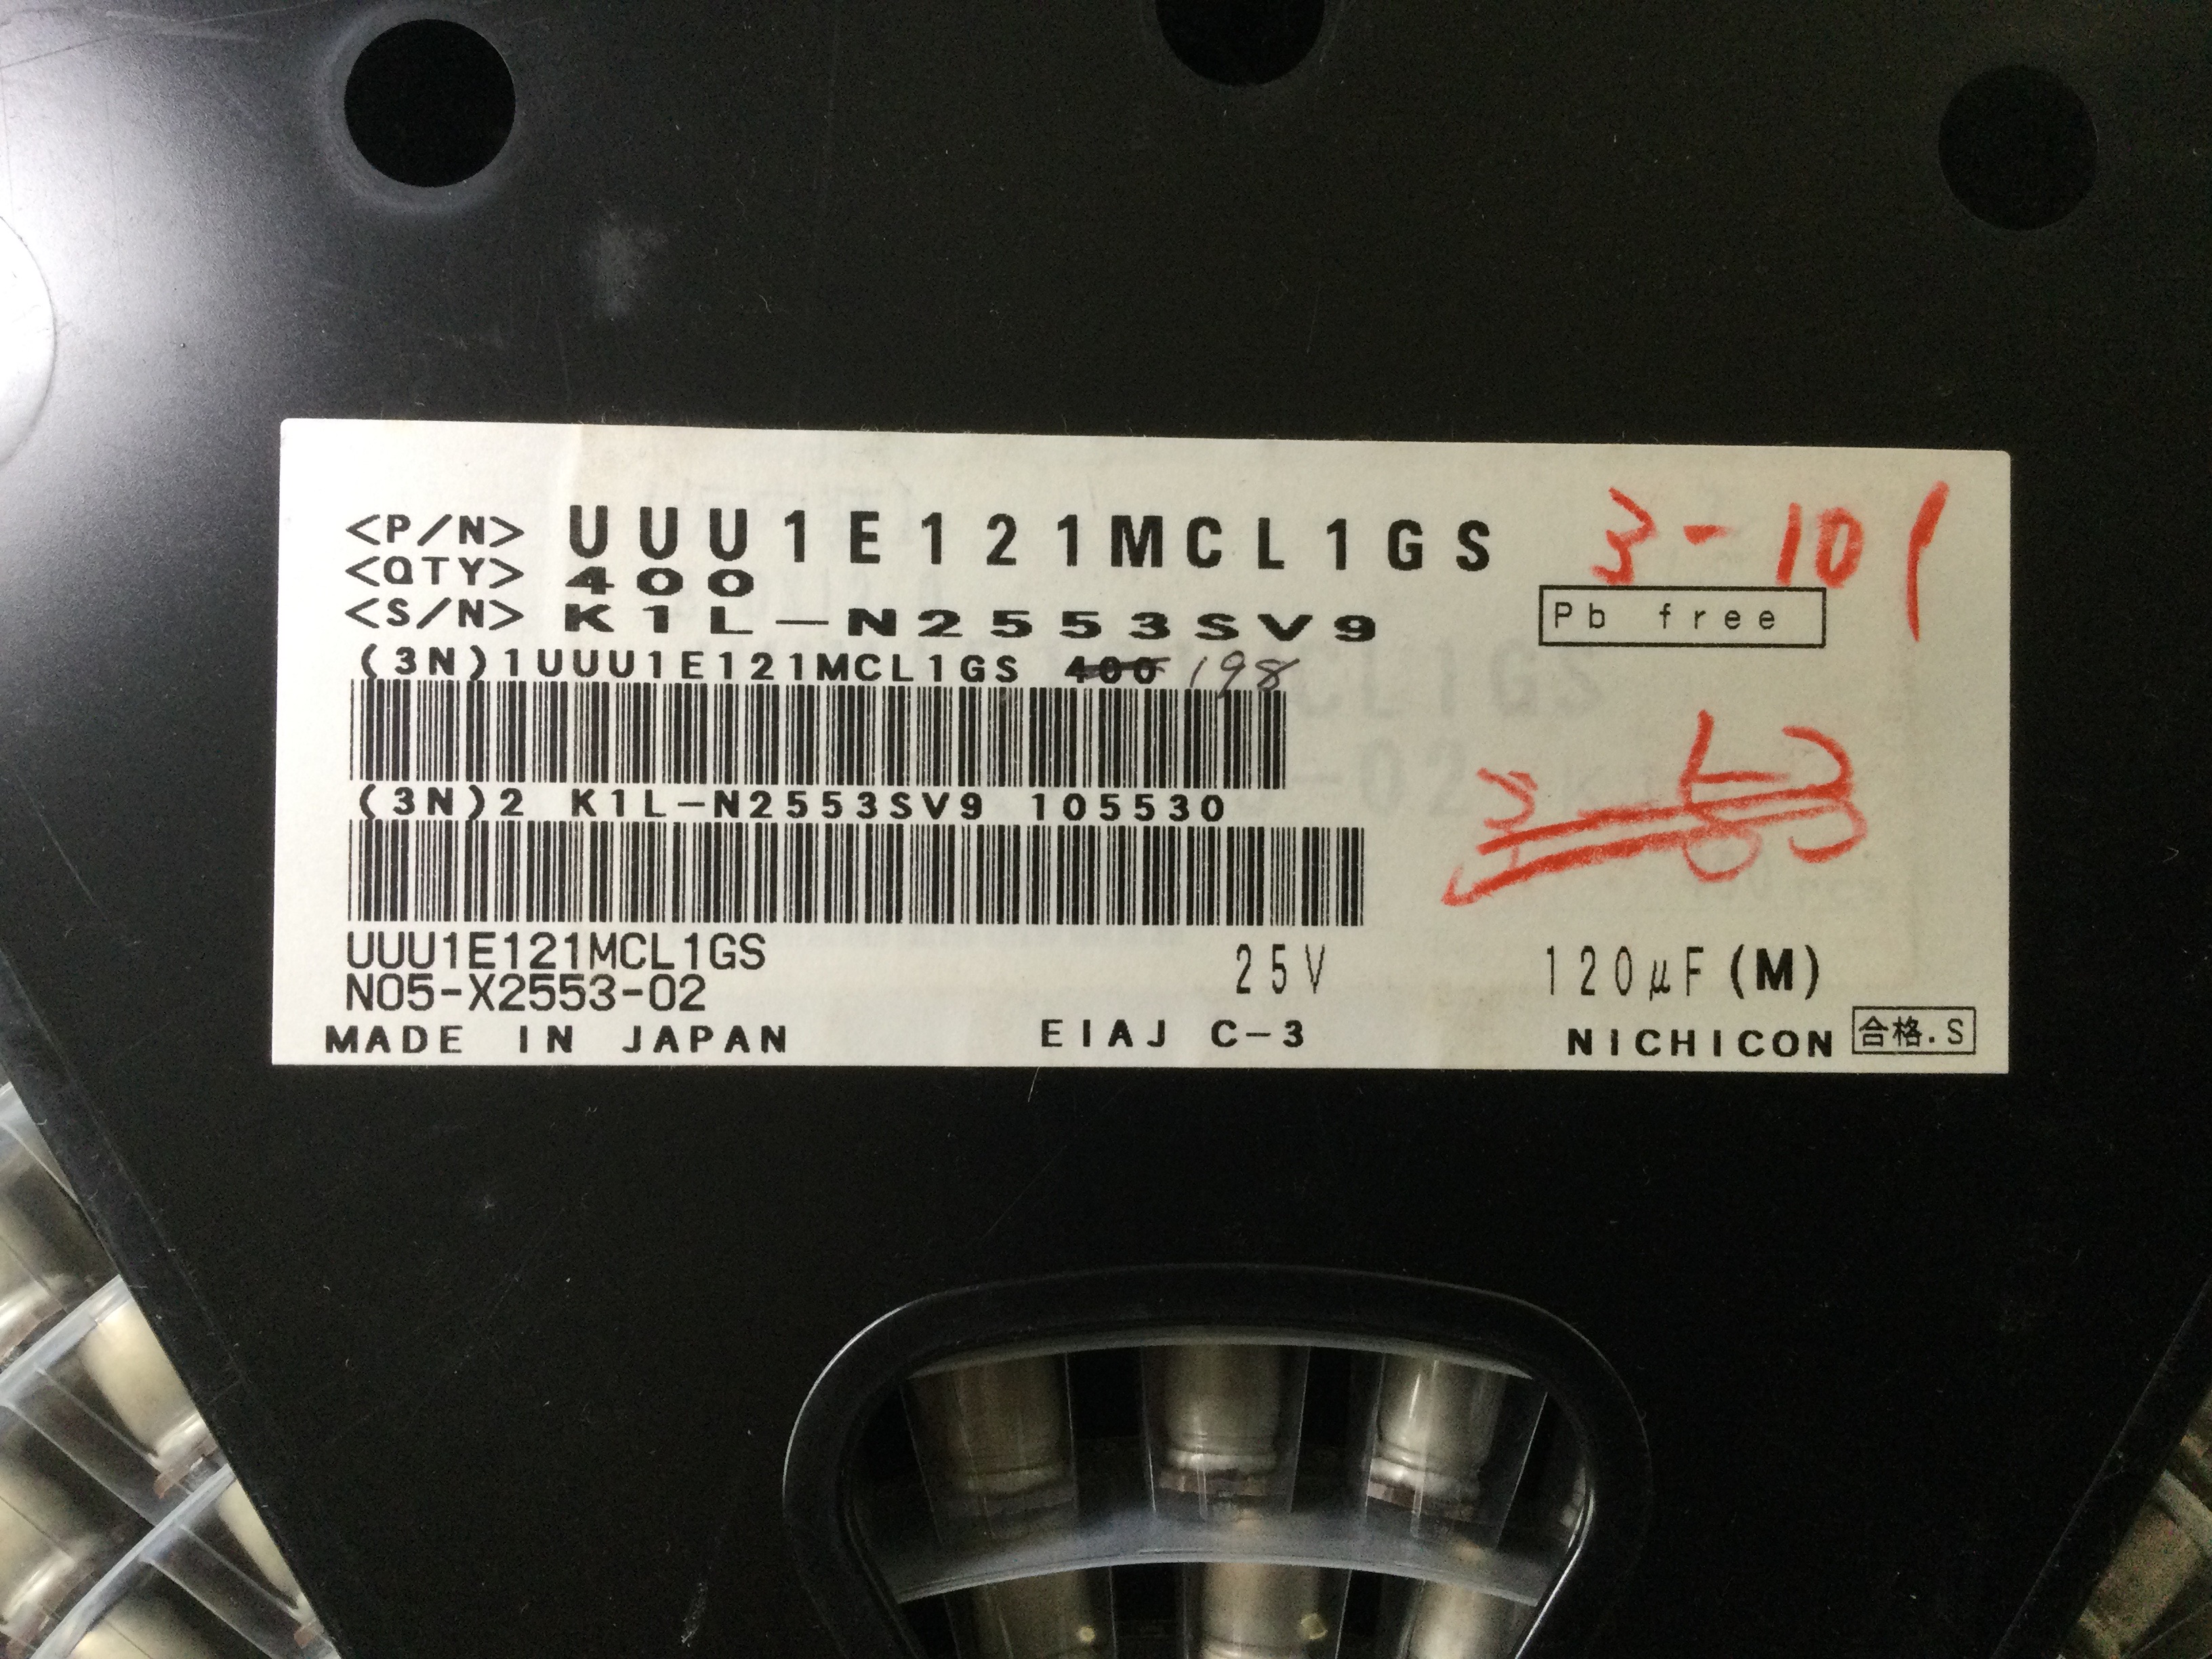 <P/N> UUU1E121MCL1GS 3-10
<QTY> 400
<S/N> K1L-N2553SV9 Pb free
(3N)1UUU1E121MCL1GS 400 198
(3N)2 K1L-N2553SV9 105530
UUU1E121MCL1GS 25V 120μF(M)
N05-X2553-02
MADE IN JAPAN EIAJ C-3 NICHICON 合格.S